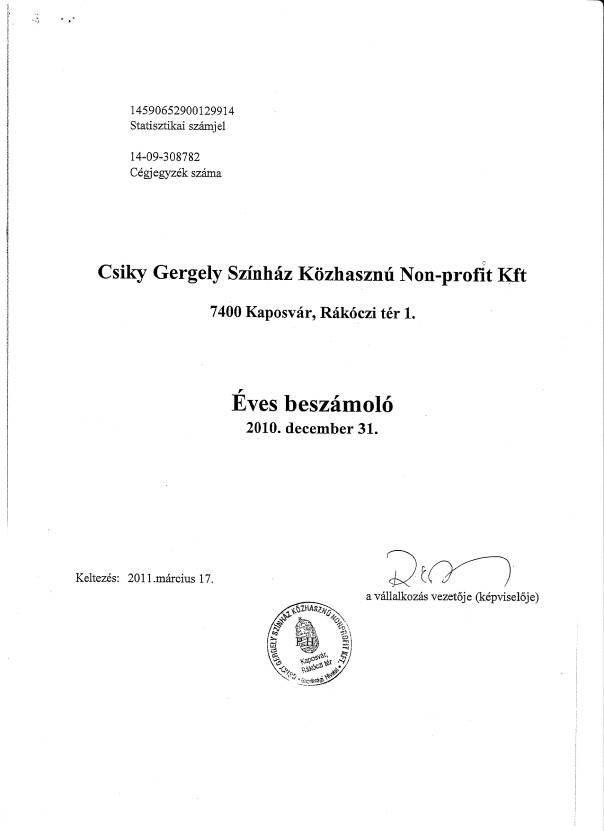 14590652900129914
Statisztikai számjel
14-09-308782
Cégjegyzék száma
Csiky Gergely Színház Közhasznú Non-profit Kft
7400 Kaposvár, Rákóczi tér 1.
Éves beszámoló
2010. december 31.
Keltezés: 2011.március 17.
a vállalkozás vezetője (képviselője)
CSIKY GERGELY SZÍNHÁZ KÖZHASZNÚ NONPROFIT KFT.
Kaposvár,
Rákóczi tér